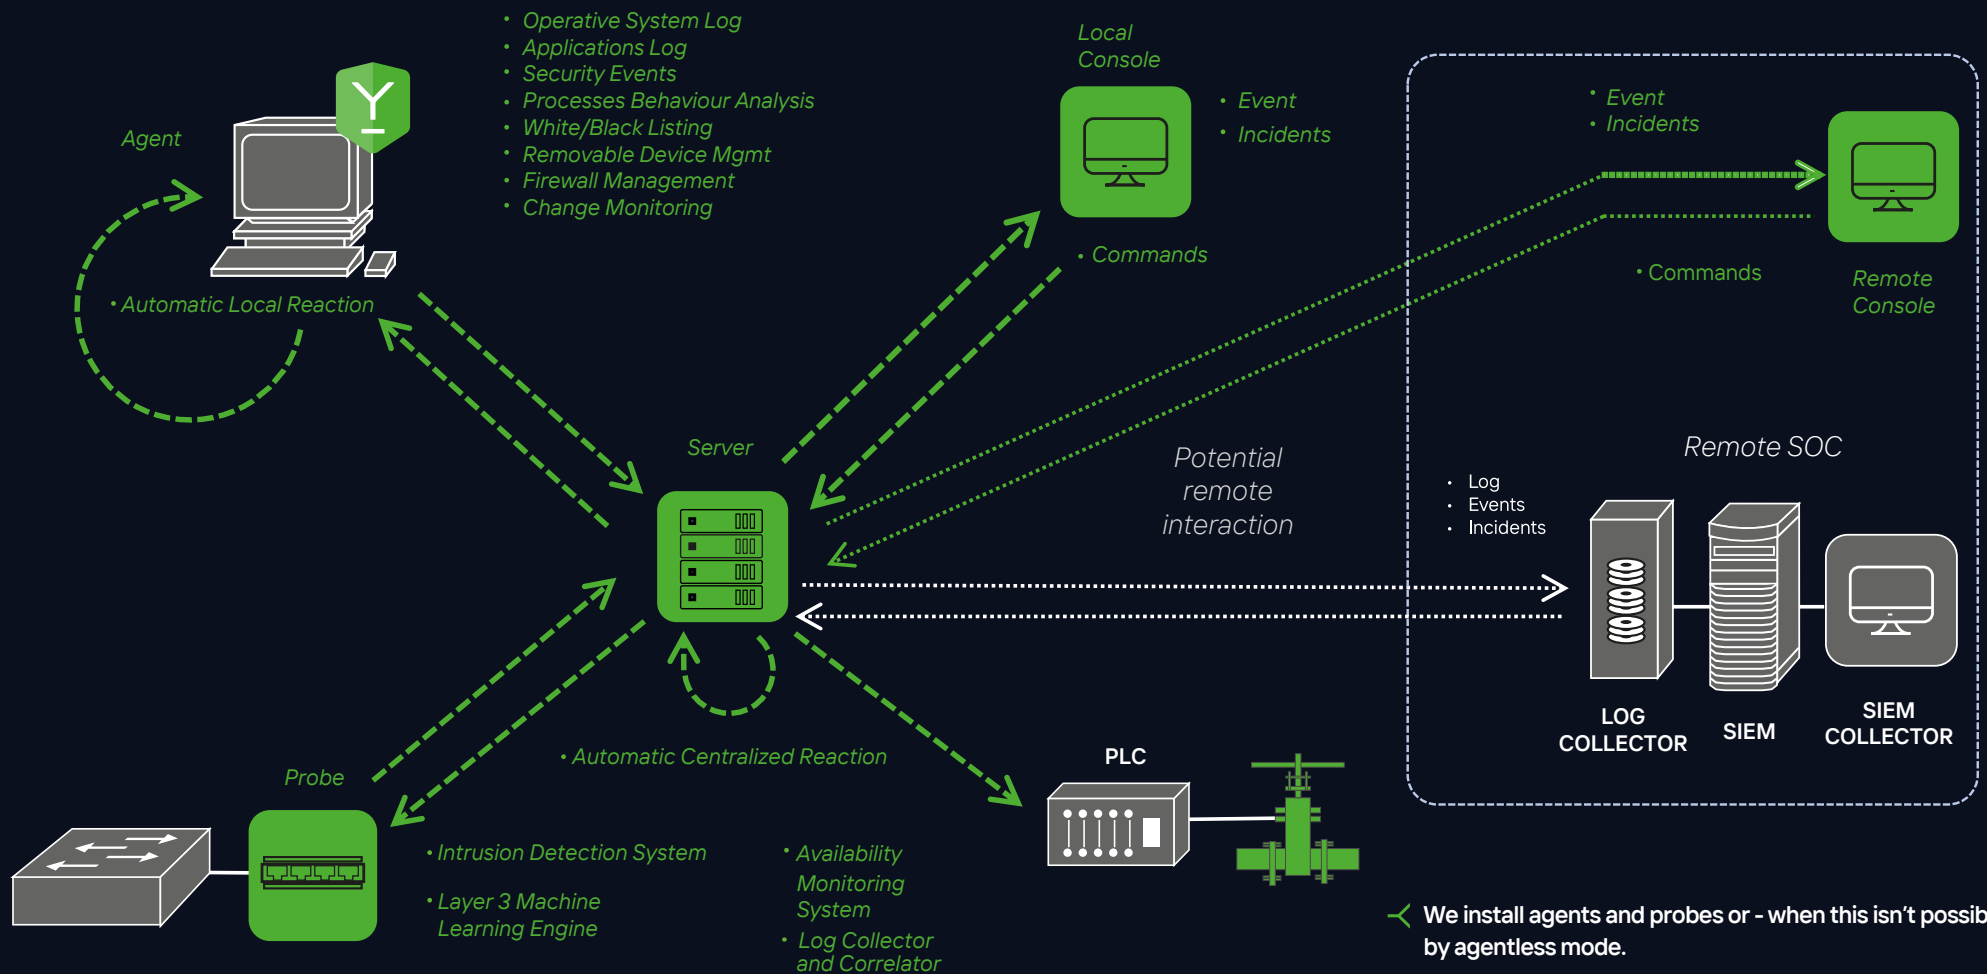 • Operative System Log
• Applications Log
• Security Events
• Processes Behaviour Analysis
• White/Black Listing
• Removable Device Mgmt
• Firewall Management
• Change Monitoring
Agent
• Automatic Local Reaction
Local
Console
• Event
• Incidents
• Commands
• Event
• Incidents
• Commands
Remote
Console
Server
Potential
remote
interaction
Remote SOC
• Log
• Events
• Incidents
LOG
COLLECTOR
SIEM
SIEM
COLLECTOR
• Automatic Centralized Reaction
PLC
Probe
• Intrusion Detection System
• Layer 3 Machine
Learning Engine
• Availability
Monitoring
System
• Log Collector
and Correlator
We install agents and probes or - when this isn't possib
by agentless mode.